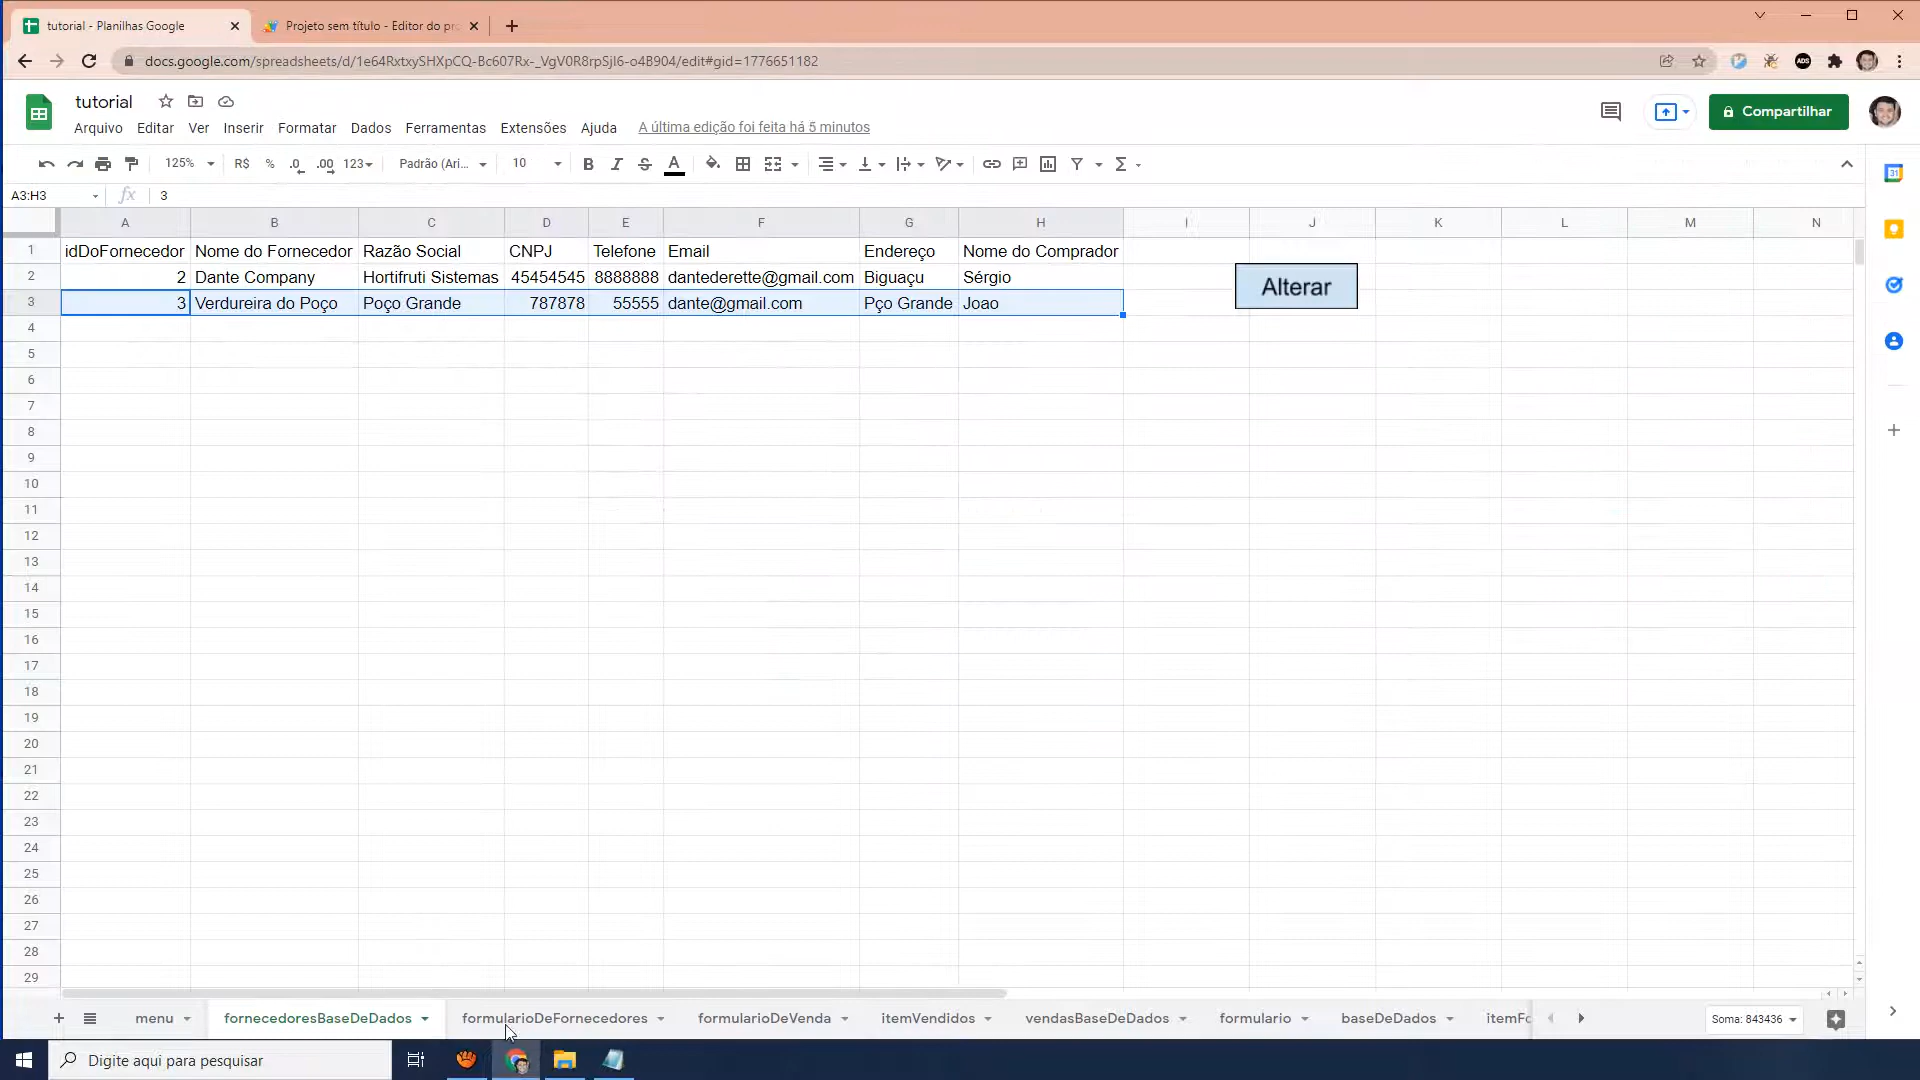 tutorial - Planilhas Google
Projeto sem título - Editor do pr
docs.google.com/spreadsheets/d/1e64RxtxySHXpCQ-Bc607Rx-_VgV0R8rpSjI6-o4B904/edit#gid=1776651182
tutorial
Arquivo Editar Ver Inserir Formatar Dados Ferramentas Extensões Ajuda A última edição foi feita há 5 minutos
Compartilhar
125% R$ % .0 .00 123 Padrão (Ari... 10 B I S A
A3:H3 fx 3
A B C D E F G H I J K L M N
1 idDoFornecedor Nome do Fornecedor Razão Social CNPJ Telefone Email Endereço Nome do Comprador
2 2 Dante Company Hortifruti Sistemas 45454545 8888888 dantederette@gmail.com Biguaçu Sérgio
Alterar
3 3 Verdureira do Poço Poço Grande 787878 55555 dante@gmail.com Pço Grande Joao
4
5
6
7
8
9
10
11
12
13
14
15
16
17
18
19
20
21
22
23
24
25
26
27
28
29
menu fornecedoresBaseDeDados formularioDeFornecedores formularioDeVenda itemVendidos vendasBaseDeDados formulario baseDeDados itemFo
Soma: 843436
Digite aqui para pesquisar